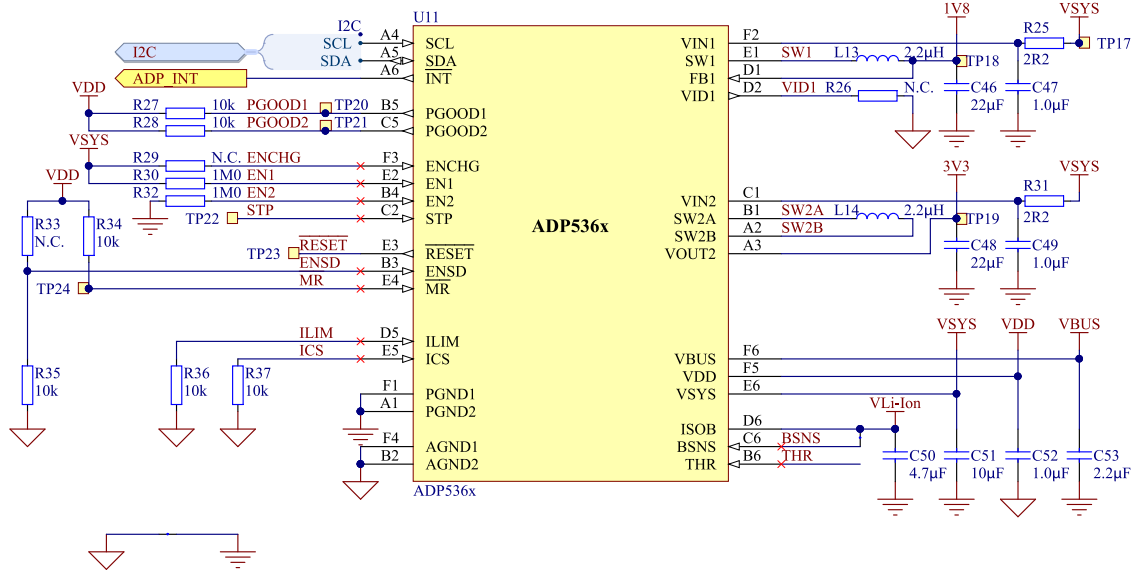 U11
I2C
I2C
SCL
SDA
A4
A5
A6
SCL
SDA
INT
ADP_INT
VDD
R27
10k
PGOOD1
TP20
B5
PGOOD1
R28
10k
PGOOD2
TP21
C5
PGOOD2
VSYS
R29
N.C.
ENCHG
F3
ENCHG
R30
1M0
EN1
E2
EN1
R32
1M0
EN2
B4
EN2
VDD
TP22
STP
C2
STP
R33
N.C.
R34
10k
TP23
RESET
E3
RESET
ENSD
B3
ENSD
TP24
MR
E4
MR
ILIM
D5
ILIM
ICS
E5
ICS
R35
10k
R36
10k
R37
10k
F1
PGND1
A1
PGND2
F4
AGND1
B2
AGND2
ADP536x
ADP536x
1V8
R25
VSYS
VIN1
F2
2R2
TP17
SW1
E1
SW1
L13
2.2µH
TP18
FB1
D1
VID1
D2
VID1
R26
N.C.
C46
22µF
C47
1.0µF
3V3
VSYS
VIN2
C1
R31
2R2
SW2A
B1
SW2A
L14
2.2µH
TP19
SW2B
A2
SW2B
VOUT2
A3
C48
22µF
C49
1.0µF
VSYS
VDD
VBUS
VBUS
F6
VDD
F5
VSYS
E6
VLi-Ion
ISOB
D6
BSNS
C6
BSNS
THR
B6
THR
C50
4.7µF
C51
10µF
C52
1.0µF
C53
2.2µF